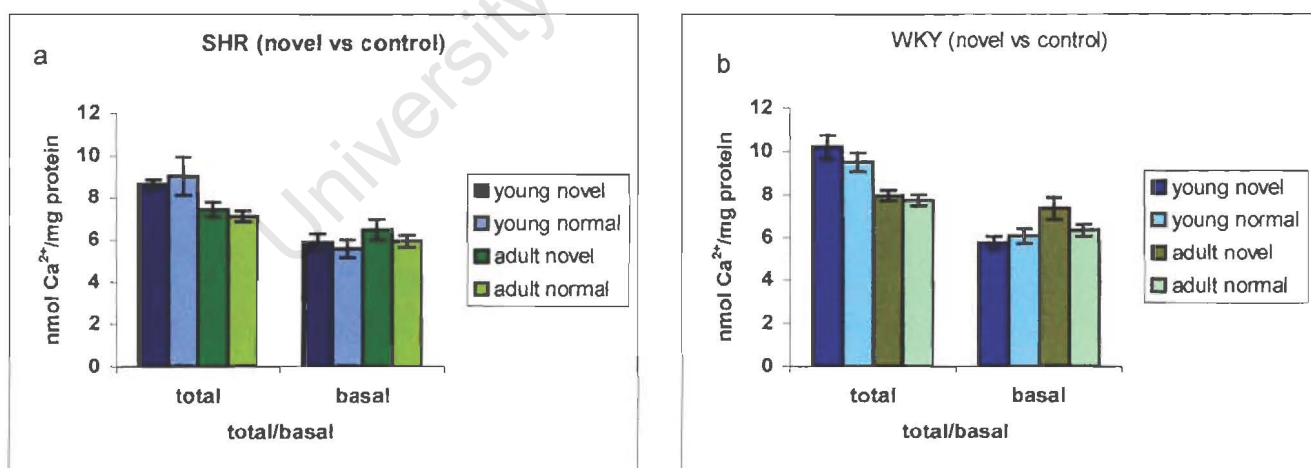 University
a
SHR (novel vs control)
nmol Ca²⁺/mg protein
12
10
8
6
4
2
0
total basal
total/basal
young novel
young normal
adult novel
adult normal
b
WKY (novel vs control)
nmol Ca²⁺/mg protein
12
10
8
6
4
2
0
total basal
total/basal
young novel
young normal
adult novel
adult normal